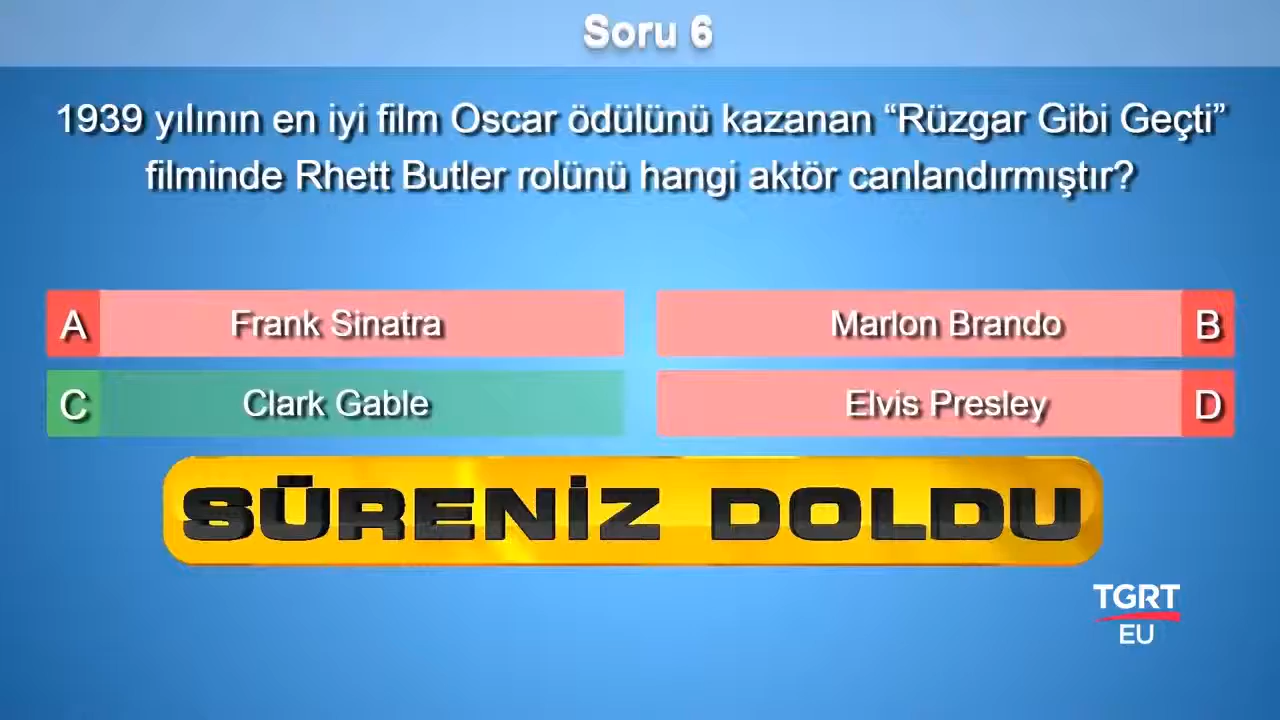 Soru 6
1939 yılının en iyi film Oscar ödülünü kazanan “Rüzgar Gibi Geçti”
filminde Rhett Butler rolünü hangi aktör canlandırmıştır?
A Frank Sinatra
Marlon Brando B
C Clark Gable
Elvis Presley D
SÜRENİZ DOLDU
TGRT
EU